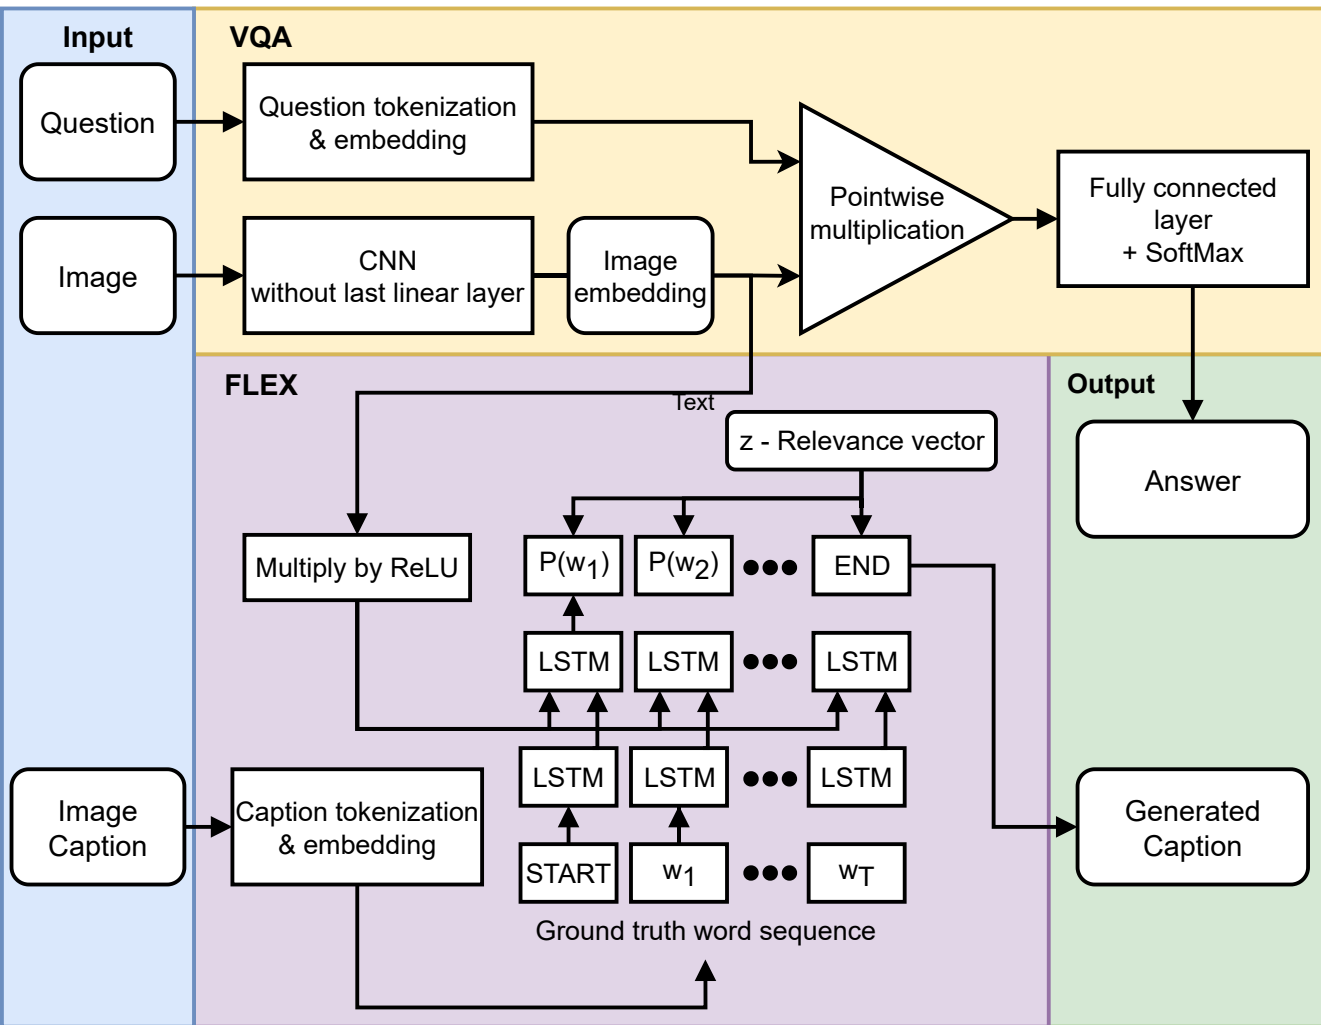 Input
VQA
Question
Question tokenization
& embedding
Pointwise
multiplication
Fully connected
layer
+ SoftMax
Image
CNN
without last linear layer
Image
embedding
FLEX
Output
Text
z - Relevance vector
Answer
Multiply by ReLU
P(w1)
P(w2)
END
LSTM
LSTM
LSTM
LSTM
LSTM
LSTM
Image
Caption
Caption tokenization
& embedding
Generated
Caption
START
w1
wT
Ground truth word sequence